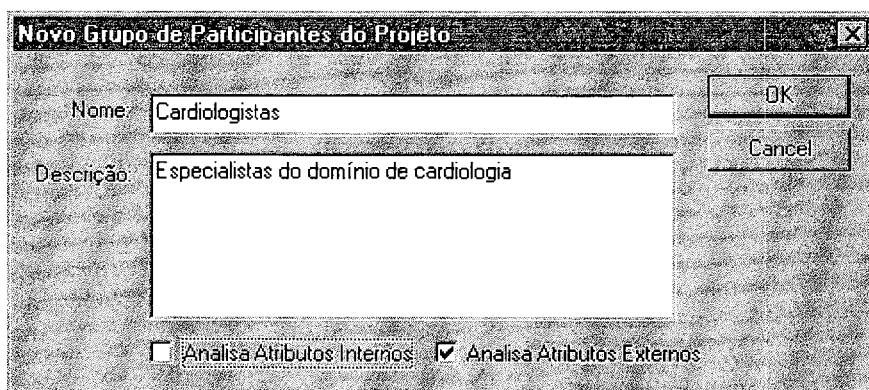 Novo Grupo de Participantes do Projeto
Nome: Cardiologistas
OK
Cancel
Descrição: Especialistas do domínio de cardiologia
Analisa Atributos Internos Analisa Atributos Externos